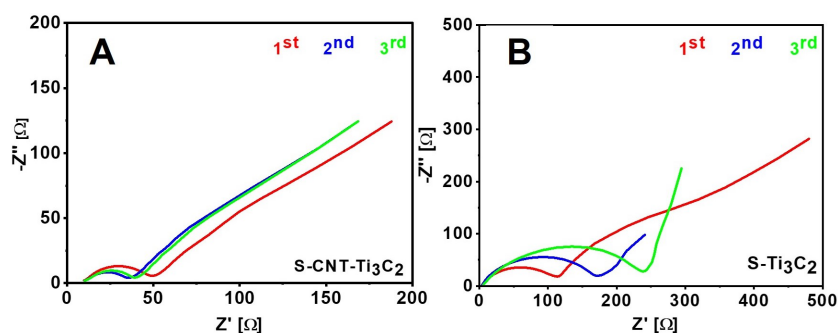 A
1st 2nd 3rd
200
150
100
50
0
-Z'' [Ω]
0 50 100 150 200
Z' [Ω]
S-CNT-Ti3C2
B
1st 2nd 3rd
500
400
300
200
100
0
-Z'' [Ω]
0 100 200 300 400 500
Z' [Ω]
S-Ti3C2